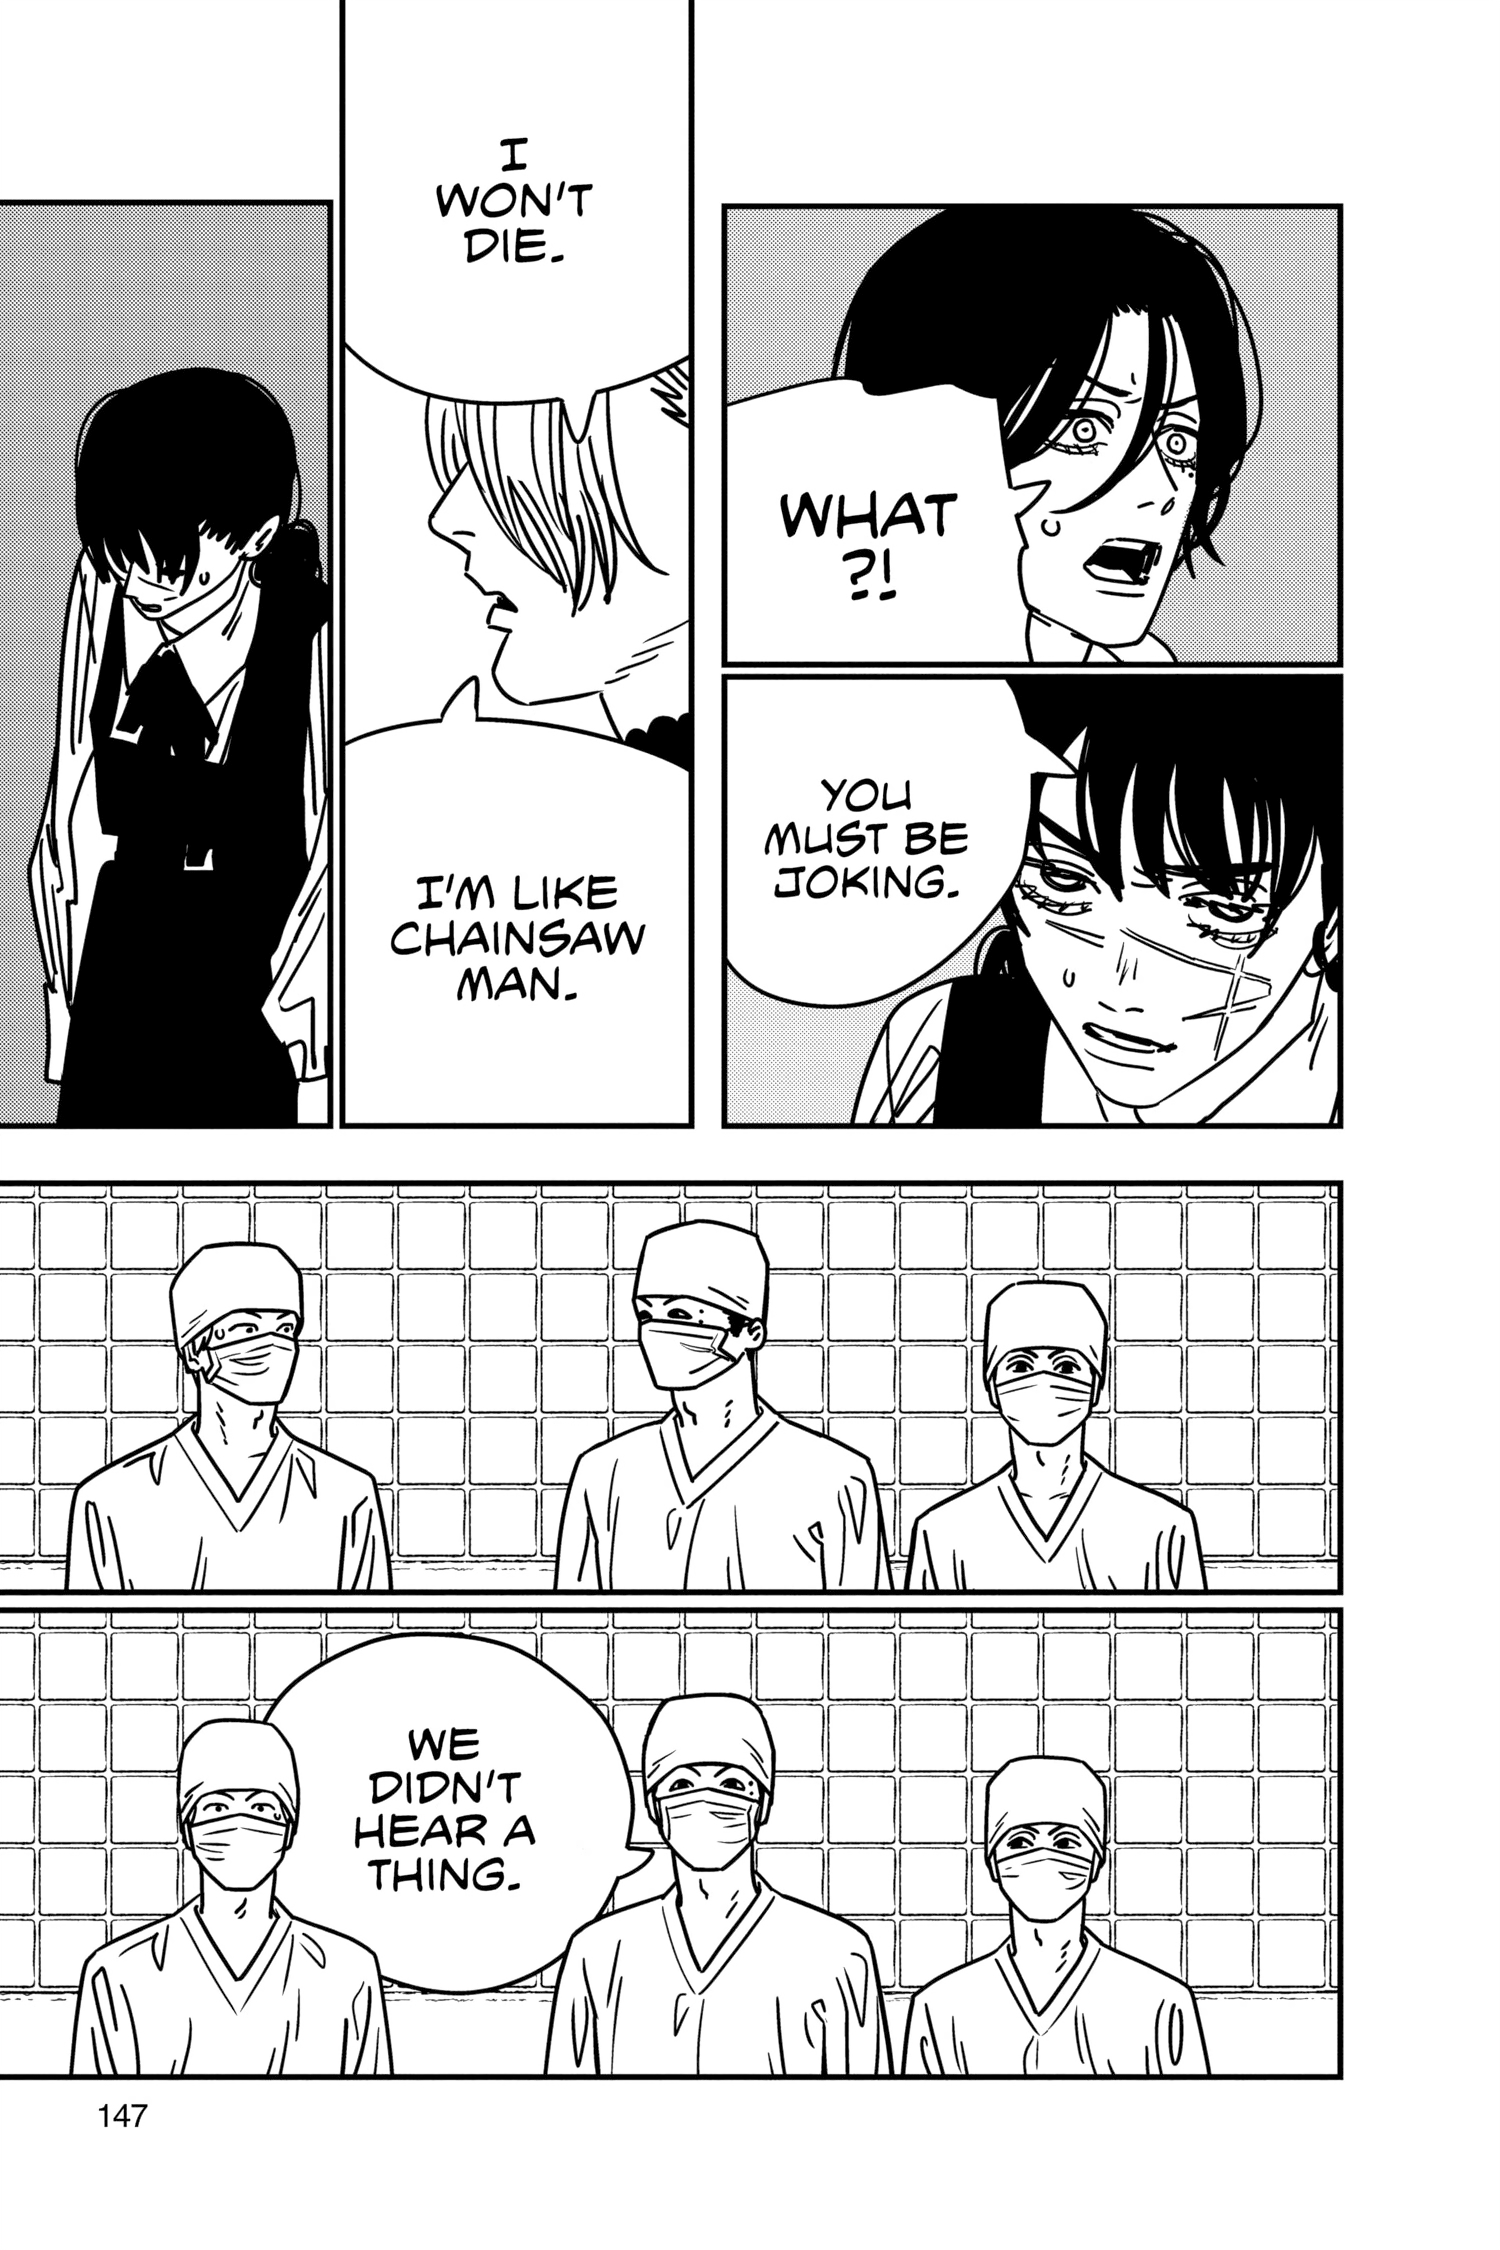 WHAT
?!
YOU
MUST BE
JOKING.
I
WON'T
DIE.
I'M LIKE
CHAINSAW
MAN.
WE
DIDN'T
HEAR A
THING.
147